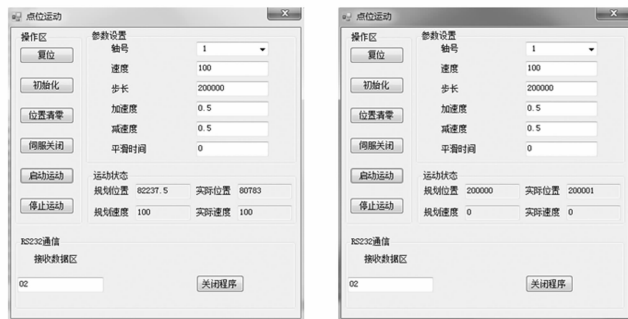 点位运动
操作区
复位
初始化
位置清零
伺服关闭
启动运动
停止运动
参数设置
轴号 1
速度 100
步长 200000
加速度 0.5
减速度 0.5
平滑时间 0
运动状态
规划位置 82237.5 实际位置 80783
规划速度 100 实际速度 100
RS232通信
接收数据区
02
关闭程序
点位运动
操作区
复位
初始化
位置清零
伺服关闭
启动运动
停止运动
参数设置
轴号 1
速度 100
步长 200000
加速度 0.5
减速度 0.5
平滑时间 0
运动状态
规划位置 200000 实际位置 200001
规划速度 0 实际速度 0
RS232通信
接收数据区
02
关闭程序